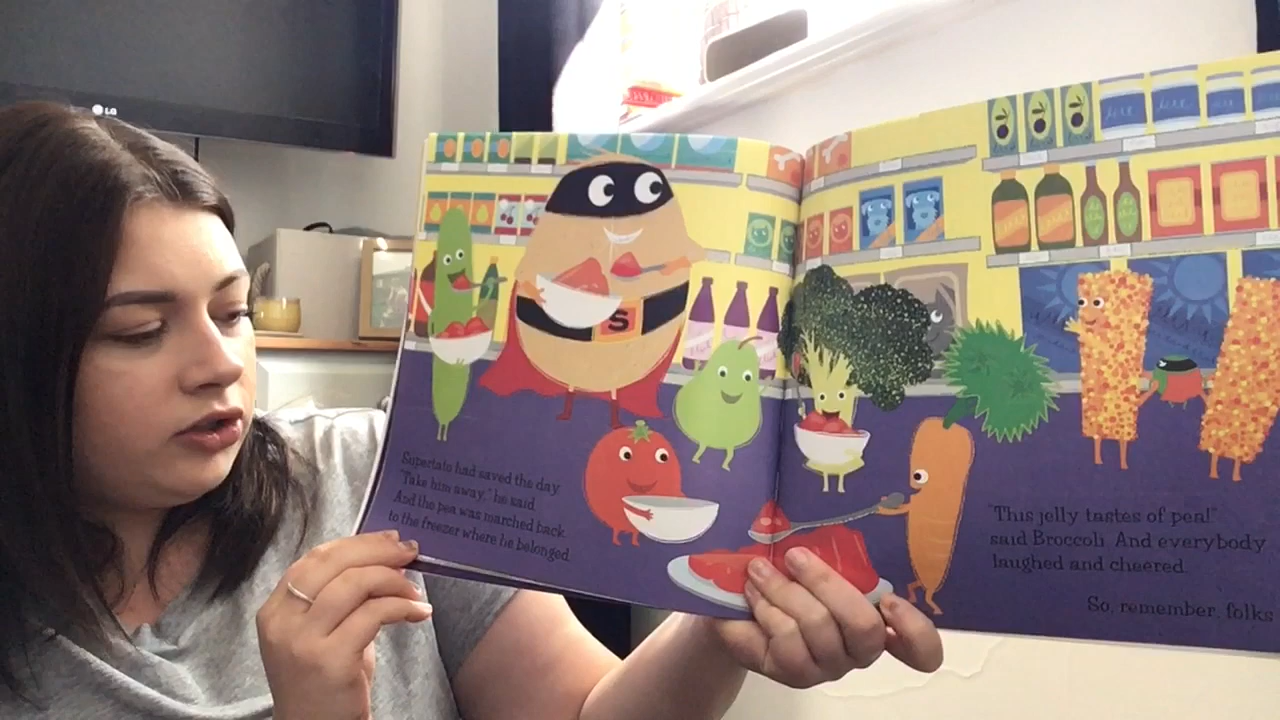 LG
S
Supertato had saved the day.
"Take him away," he said.
And the pea was marched back
to the freezer where he belonged.
"This jelly tastes of pea!"
said Broccoli. And everybody
laughed and cheered.
So, remember, folks